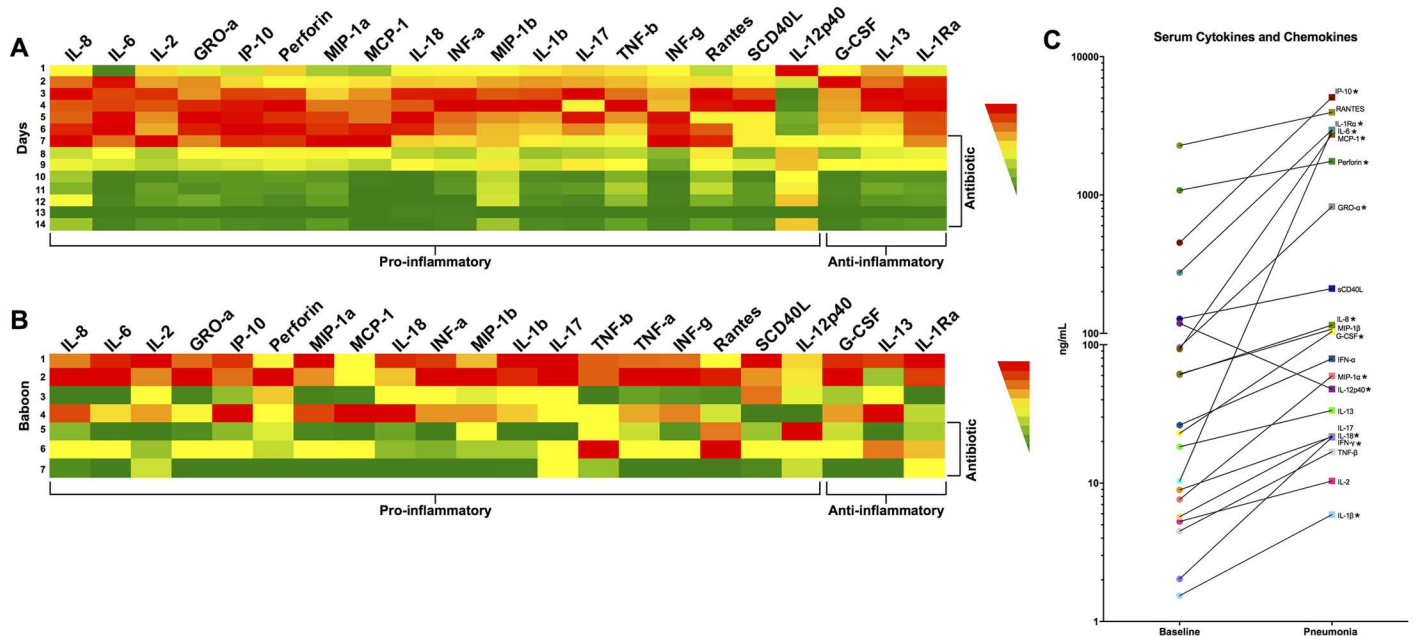 A
IL-8 IL-6 IL-2 GRO-a IP-10 Perforin MIP-1a MCP-1 IL-18 INF-a MIP-1b IL-1b IL-17 TNF-b INF-g Rantes SCD40L IL-12p40 G-CSF IL-13 IL-1Ra
Days
1
2
3
4
5
6
7
8
9
10
11
12
13
14
Antibiotic
Pro-inflammatory Anti-inflammatory
B
IL-8 IL-6 IL-2 GRO-a IP-10 Perforin MIP-1a MCP-1 IL-18 INF-a MIP-1b IL-1b IL-17 TNF-b TNF-a INF-g Rantes SCD40L IL-12p40 G-CSF IL-13 IL-1Ra
Baboon
1
2
3
4
5
6
7
Antibiotic
Pro-inflammatory Anti-inflammatory
C
Serum Cytokines and Chemokines
ng/mL
10000
1000
100
100
10
1
IP-10 *
RANTES
IL-1Rα *
IL-6 *
MCP-1 *
Perforin *
GRO-α *
sCD40L
IL-8 *
MIP-1β
G-CSF *
IFN-α
MIP-1α *
IL-12p40 *
IL-13
IL-17
IL-18 *
IFN-γ *
TNF-β
IL-2
IL-1β *
Baseline Pneumonia